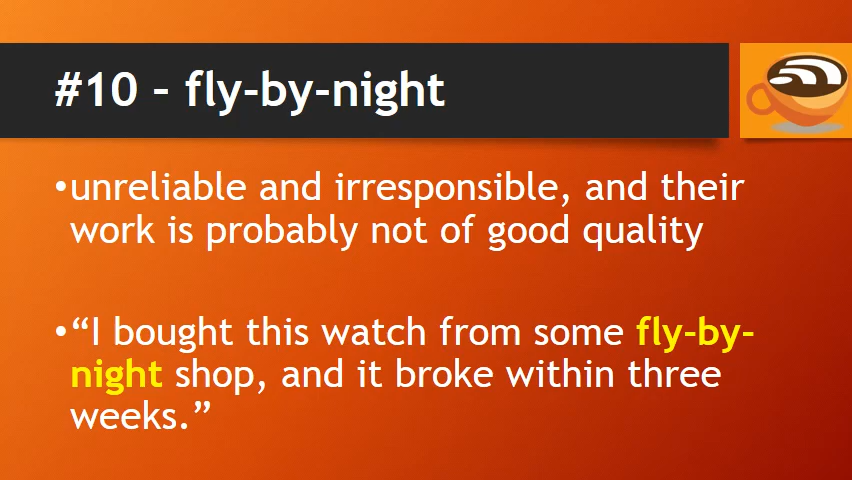 #10 – fly-by-night
•unreliable and irresponsible, and their
work is probably not of good quality
•“I bought this watch from some fly-by-
night shop, and it broke within three
weeks.”